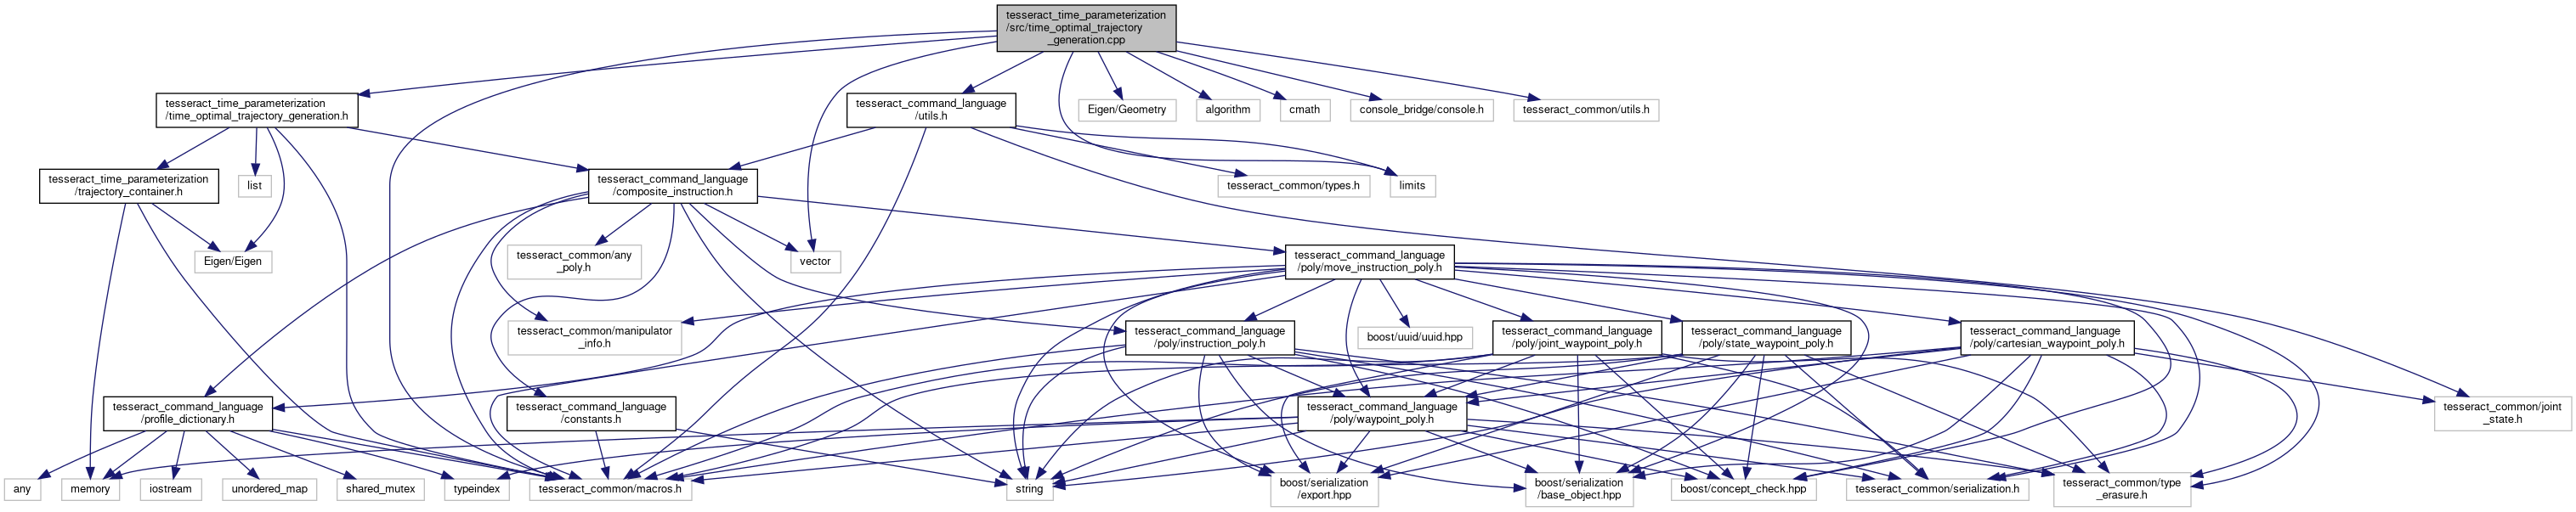 tesseract_time_parameterization
/src/time_optimal_trajectory
_generation.cpp
tesseract_time_parameterization
/time_optimal_trajectory_generation.h
tesseract_command_language
/utils.h
Eigen/Geometry
algorithm
cmath
console_bridge/console.h
tesseract_common/utils.h
tesseract_time_parameterization
/trajectory_container.h
list
tesseract_command_language
/composite_instruction.h
tesseract_common/types.h
limits
Eigen/Eigen
tesseract_common/any
_poly.h
vector
tesseract_command_language
/poly/move_instruction_poly.h
tesseract_common/manipulator
_info.h
tesseract_command_language
/poly/instruction_poly.h
boost/uuid/uuid.hpp
tesseract_command_language
/poly/joint_waypoint_poly.h
tesseract_command_language
/poly/state_waypoint_poly.h
tesseract_command_language
/poly/cartesian_waypoint_poly.h
tesseract_command_language
/profile_dictionary.h
tesseract_command_language
/constants.h
tesseract_command_language
/poly/waypoint_poly.h
tesseract_common/joint
_state.h
any
memory
iostream
unordered_map
shared_mutex
typeindex
tesseract_common/macros.h
string
boost/serialization
/export.hpp
boost/serialization
/base_object.hpp
boost/concept_check.hpp
tesseract_common/serialization.h
tesseract_common/type
_erasure.h